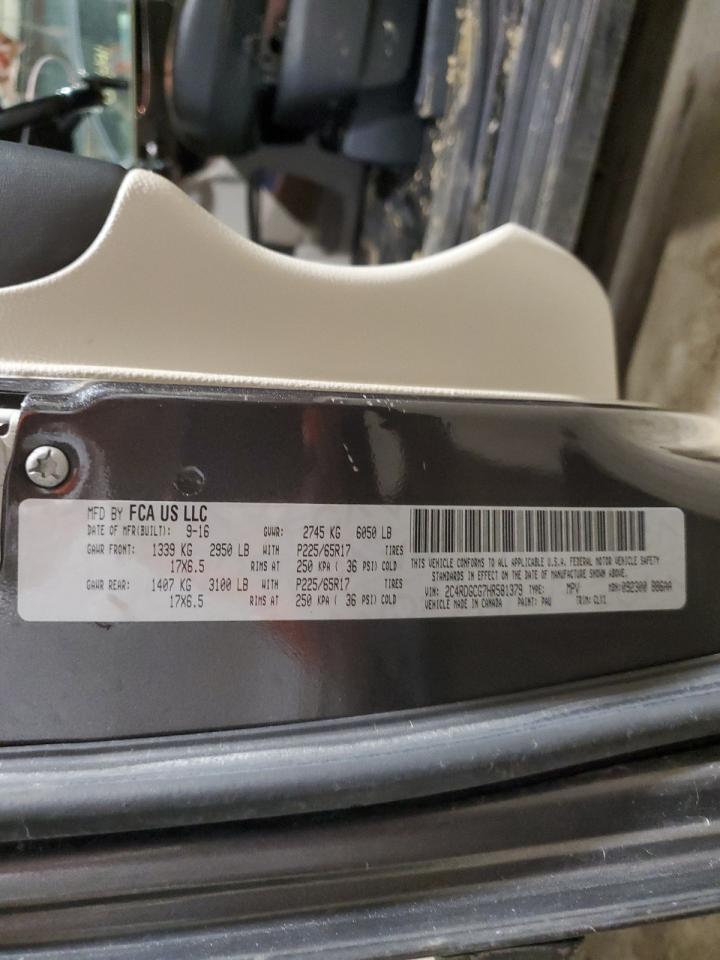 MFD BY FCA US LLC
DATE OF MFR(BUILT): 9-16 GVWR: 2745 KG 6050 LB
GAWR FRONT: 1339 KG 2950 LB WITH P225/65R17 TIRES
17X6.5 RIMS AT 250 KPA ( 36 PSI) COLD
GAWR REAR: 1407 KG 3100 LB WITH P225/65R17 TIRES
17X6.5 RIMS AT 250 KPA ( 36 PSI) COLD
THIS VEHICLE CONFORMS TO ALL APPLICABLE U.S.A. FEDERAL MOTOR VEHICLE SAFETY
STANDARDS IN EFFECT ON THE DATE OF MANUFACTURE SHOWN ABOVE.
VIN: 2C4RDGCG7HR581379 TYPE: MPV MDH: 092300 886AA
VEHICLE MADE IN CANADA PAINT: PAU TRIM: